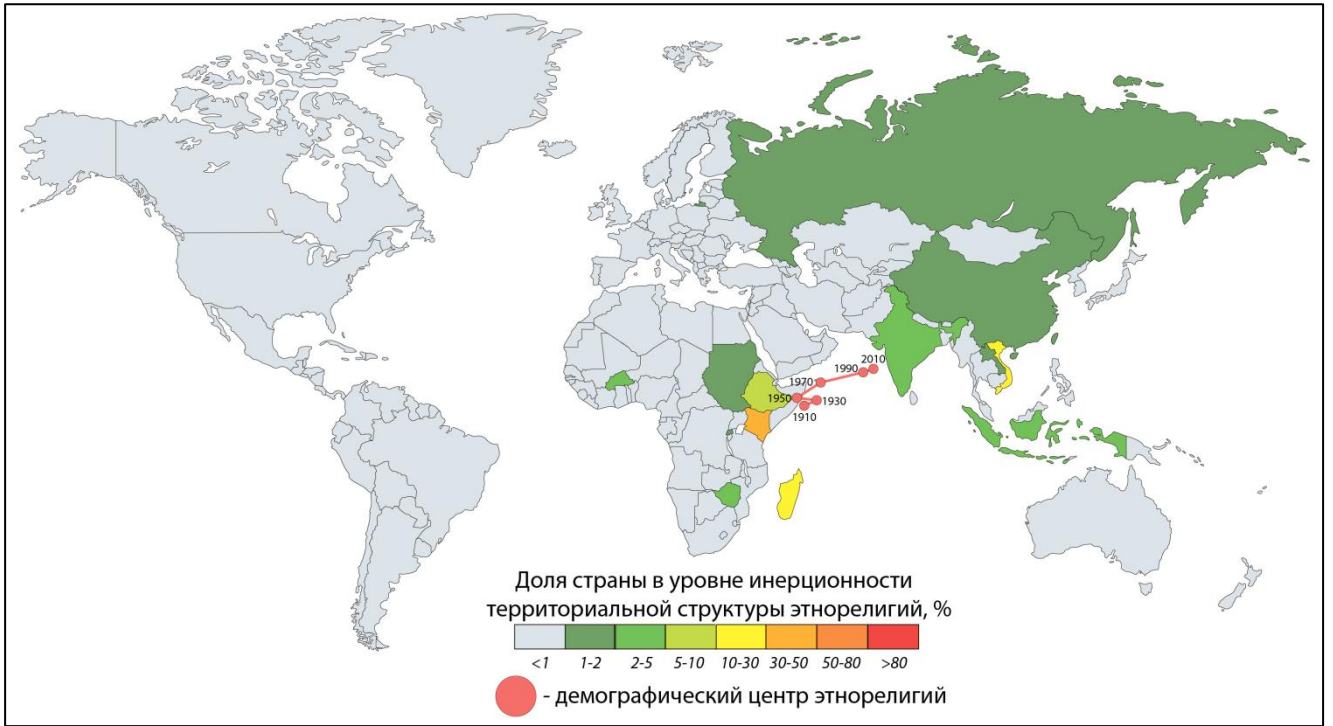 2010
1990
1970
1950
1930
1910
Доля страны в уровне инерционности
территориальной структуры этнорелигий, %
<1 1-2 2-5 5-10 10-30 30-50 50-80 >80
- демографический центр этнорелигий